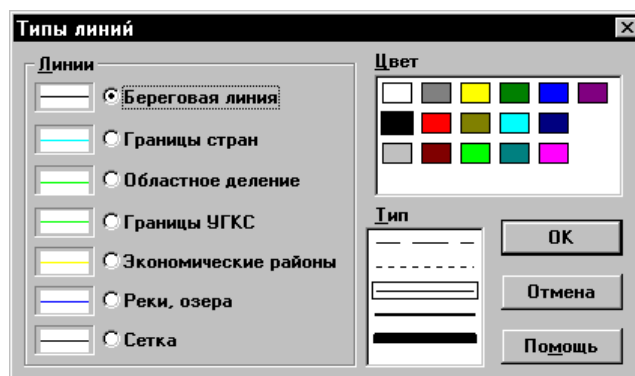 Типы линий
Линии
Береговая линия
Границы стран
Областное деление
Границы УГКС
Экономические районы
Реки, озера
Сетка
Цвет
Тип
OK
Отмена
Помощь